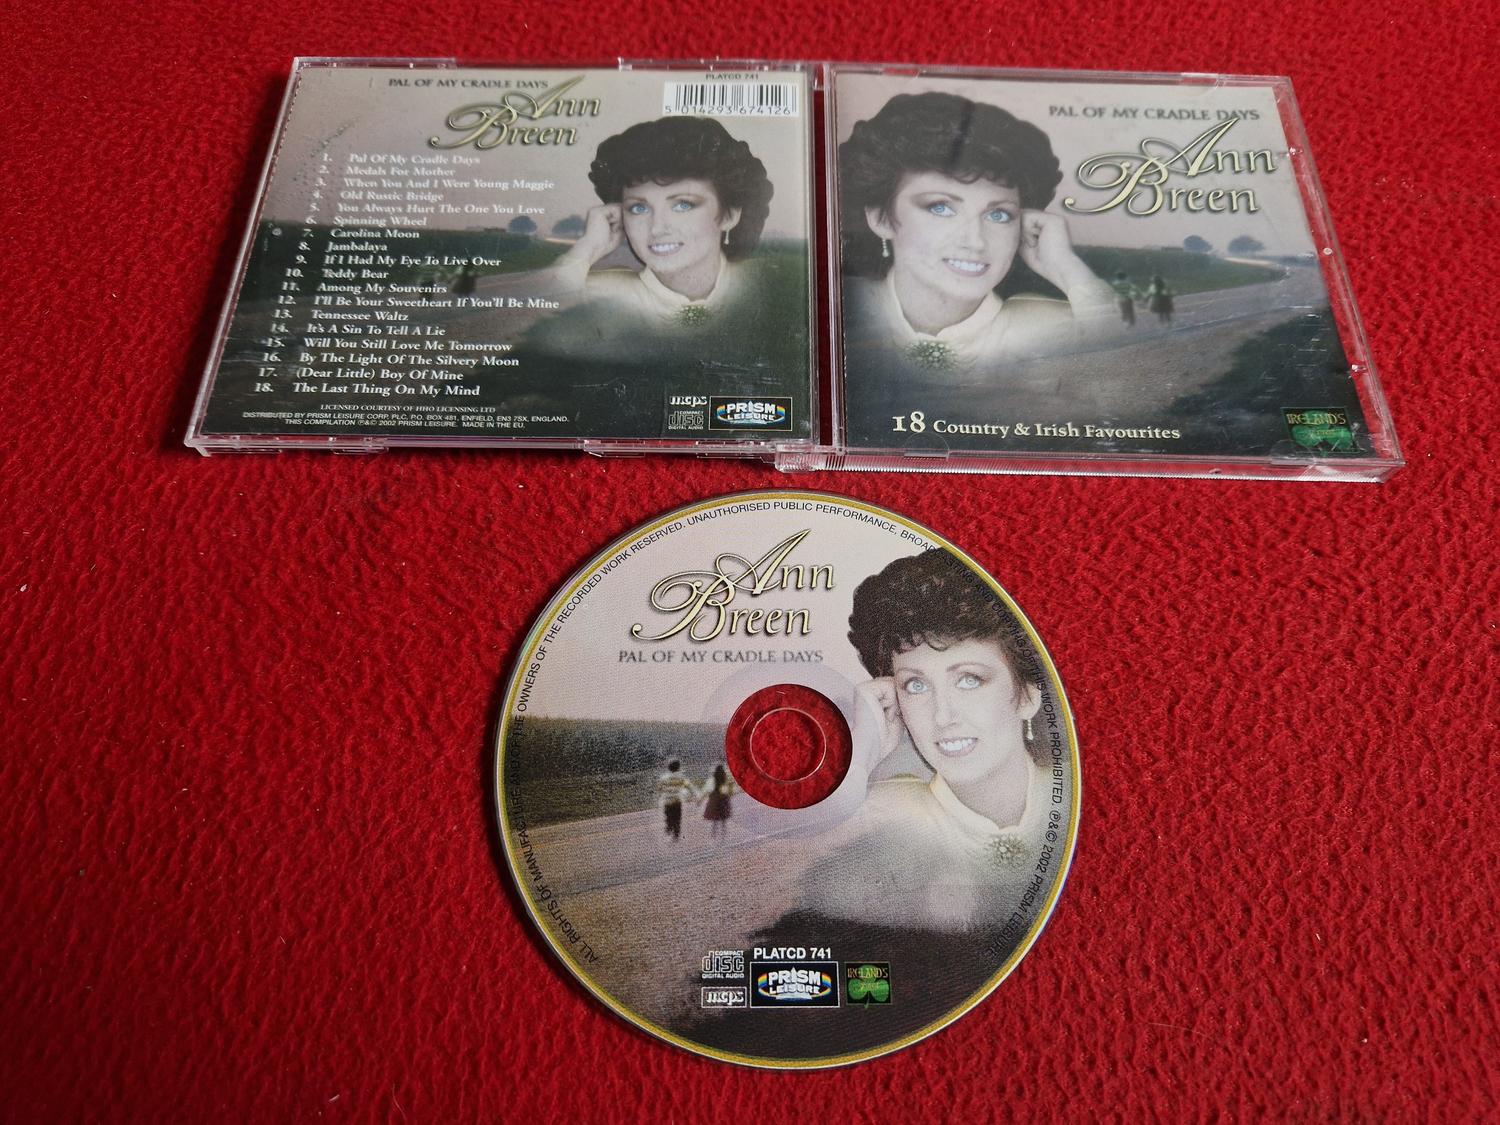 PAL OF MY CRADLE DAYS
Ann
Breen
PLATCD 741
5 014293 674126
1. Pal Of My Cradle Days
2. Medals For Mother
3. When You And I Were Young Maggie
4. Old Rustic Bridge
5. You Always Hurt The One You Love
6. Spinning Wheel
7. Carolina Moon
8. Jambalaya
9. If I Had My Eye To Live Over
10. Teddy Bear
11. Among My Souvenirs
12. I'll Be Your Sweetheart If You'll Be Mine
13. Tennessee Waltz
14. It's A Sin To Tell A Lie
15. Will You Still Love Me Tomorrow
16. By The Light Of The Silvery Moon
17. (Dear Little) Boy Of Mine
18. The Last Thing On My Mind
LICENSED COURTESY OF HHO LICENSING LTD
DISTRIBUTED BY PRISM LEISURE CORP. PLC, P.O. BOX 481, ENFIELD, EN3 7SX, ENGLAND.
THIS COMPILATION ℗&© 2002 PRISM LEISURE. MADE IN THE EU.
mcps
COMPACT
disc
DIGITAL AUDIO
PRISM
LEISURE
PAL OF MY CRADLE DAYS
Ann
Breen
18 Country & Irish Favourites
IRELAND'S
ALL RIGHTS OF MANUFACTURE AND OF THE OWNERS OF THE RECORDED WORK RESERVED. UNAUTHORISED PUBLIC PERFORMANCE, BROADCASTING AND COPYING OF THIS WORK PROHIBITED. ℗&© 2002 PRISM LEISURE.
Ann
Breen
PAL OF MY CRADLE DAYS
COMPACT
disc
DIGITAL AUDIO
PLATCD 741
mcps
PRISM
LEISURE
IRELAND'S